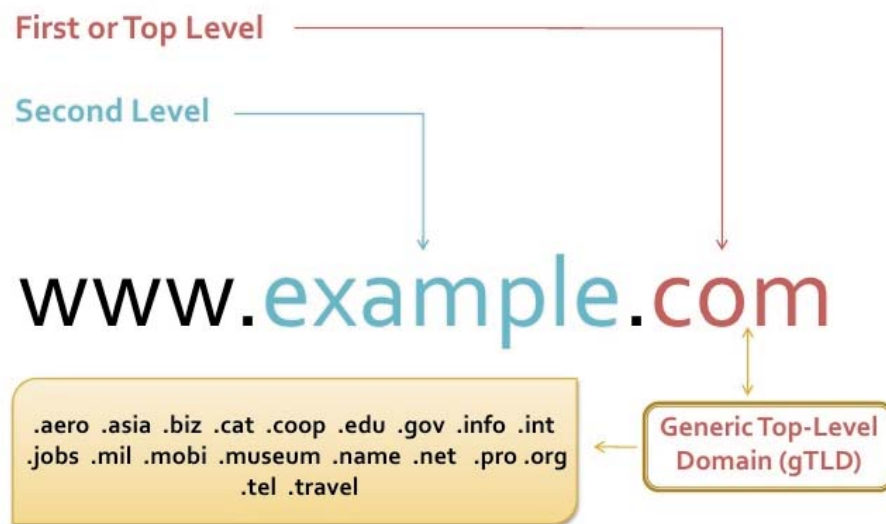 First or Top Level
Second Level
www.example.com
.aero .asia .biz .cat .coop .edu .gov .info .int
.jobs .mil .mobi .museum .name .net .pro .org
.tel .travel
Generic Top-Level
Domain (gTLD)